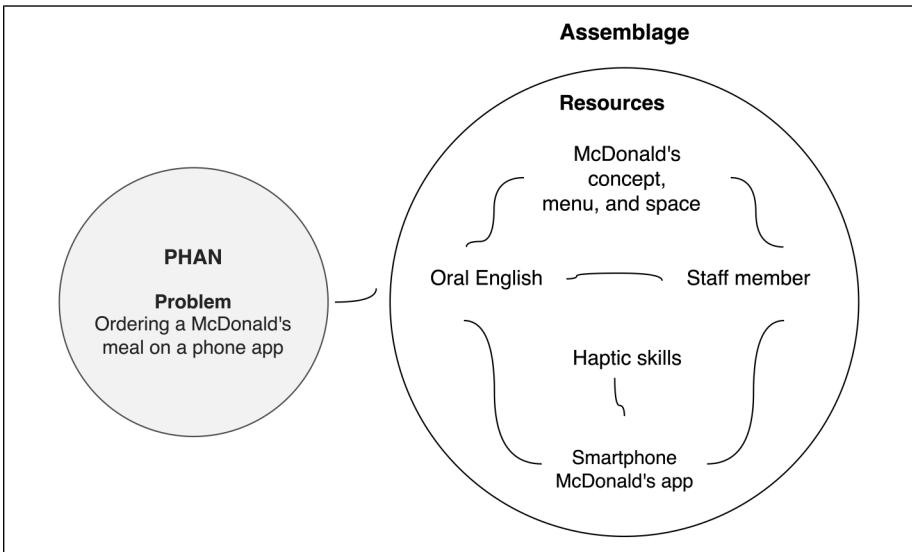 Assemblage
Resources
McDonald's
concept,
menu, and space
PHAN
Problem
Ordering a McDonald's
meal on a phone app
Oral English
Staff member
Haptic skills
Smartphone
McDonald's app